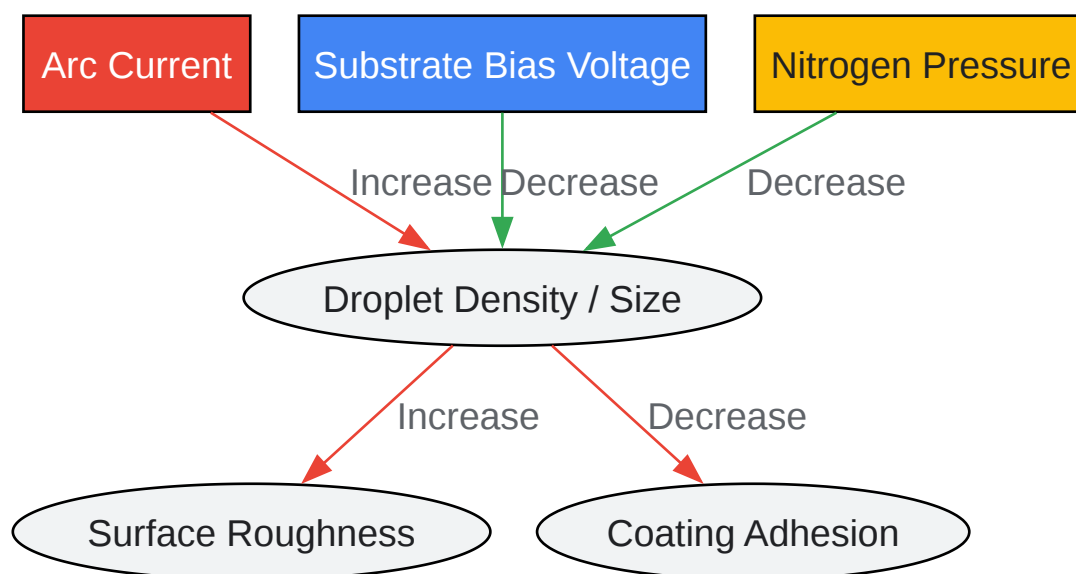 Arc Current
Substrate Bias Voltage
Nitrogen Pressure
Increase
Decrease
Decrease
Droplet Density / Size
Increase
Decrease
Surface Roughness
Coating Adhesion